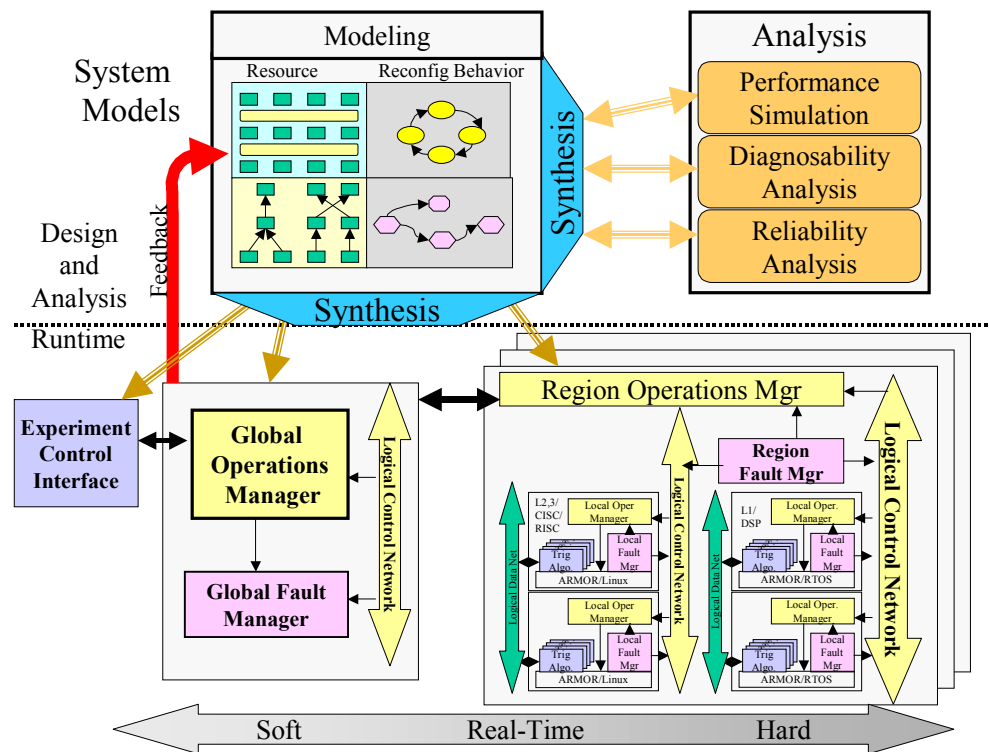 Modeling
Resource
Reconfig Behavior
Synthesis
Synthesis
Analysis
Performance
Simulation
Diagnosability
Analysis
Reliability
Analysis
System
Models
Feedback
Design
and
Analysis
Runtime
Experiment
Control
Interface
Global
Operations
Manager
Global Fault
Manager
Logical Control Network
Region Operations Mgr
Region
Fault Mgr
Logical Control Network
Logical Control Network
Logical Data Net
L2,3/
CISC/
RISC
Local Oper
Manager
Trig
Algo.
Local
Fault
Mgr
ARMOR/Linux
Local Oper.
Manager
Trig
Algo.
Local
Fault
Mgr
ARMOR/Linux
Logical Data Net
L1/
DSP
Local Oper.
Manager
Trig
Algo.
Local
Fault
Mgr
ARMOR/RTOS
Local Oper.
Manager
Trig
Algo.
Local
Fault
Mgr
ARMOR/RTOS
Soft
Real-Time
Hard